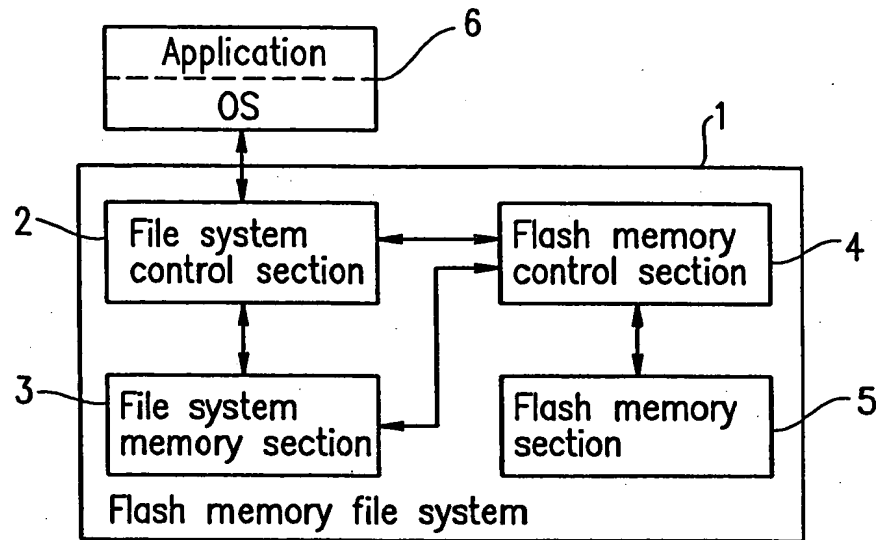 Application
6
OS
1
2
File system
control section
Flash memory
control section
4
3
File system
memory section
Flash memory
section
5
Flash memory file system